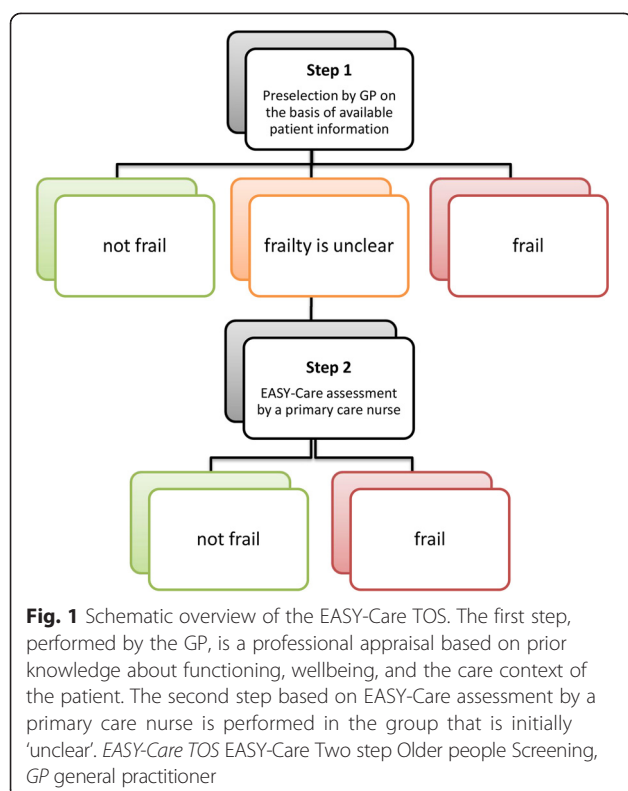 Step 1
Preselection by GP on
the basis of available
patient information
not frail
frailty is unclear
frail
Step 2
EASY-Care assessment
by a primary care nurse
not frail
frail
Fig. 1 Schematic overview of the EASY-Care TOS. The first step,
performed by the GP, is a professional appraisal based on prior
knowledge about functioning, wellbeing, and the care context of
the patient. The second step based on EASY-Care assessment by a
primary care nurse is performed in the group that is initially
‘unclear’. EASY-Care TOS EASY-Care Two step Older people Screening,
GP general practitioner